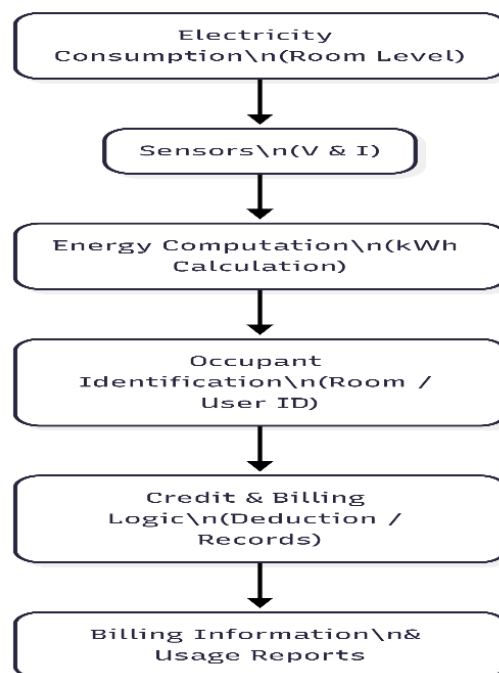 Electricity
Consumption\n(Room Level)
Sensors\n(V & I)
Energy Computation\n(kWh
Calculation)
Occupant
Identification\n(Room /
User ID)
Credit & Billing
Logic\n(Deduction /
Records)
Billing Information\n&
Usage Reports